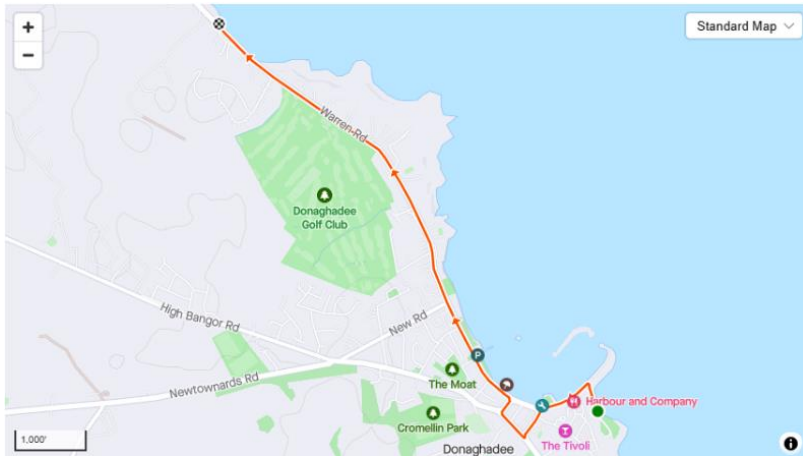 +
Standard Map
−
Warren Rd
Donaghadee
Golf Club
High Bangor Rd
New Rd
P
Newtownards Rd
The Moat
Harbour and Company
Cromellin Park
1,000'
Donaghadee
The Tivoli
i